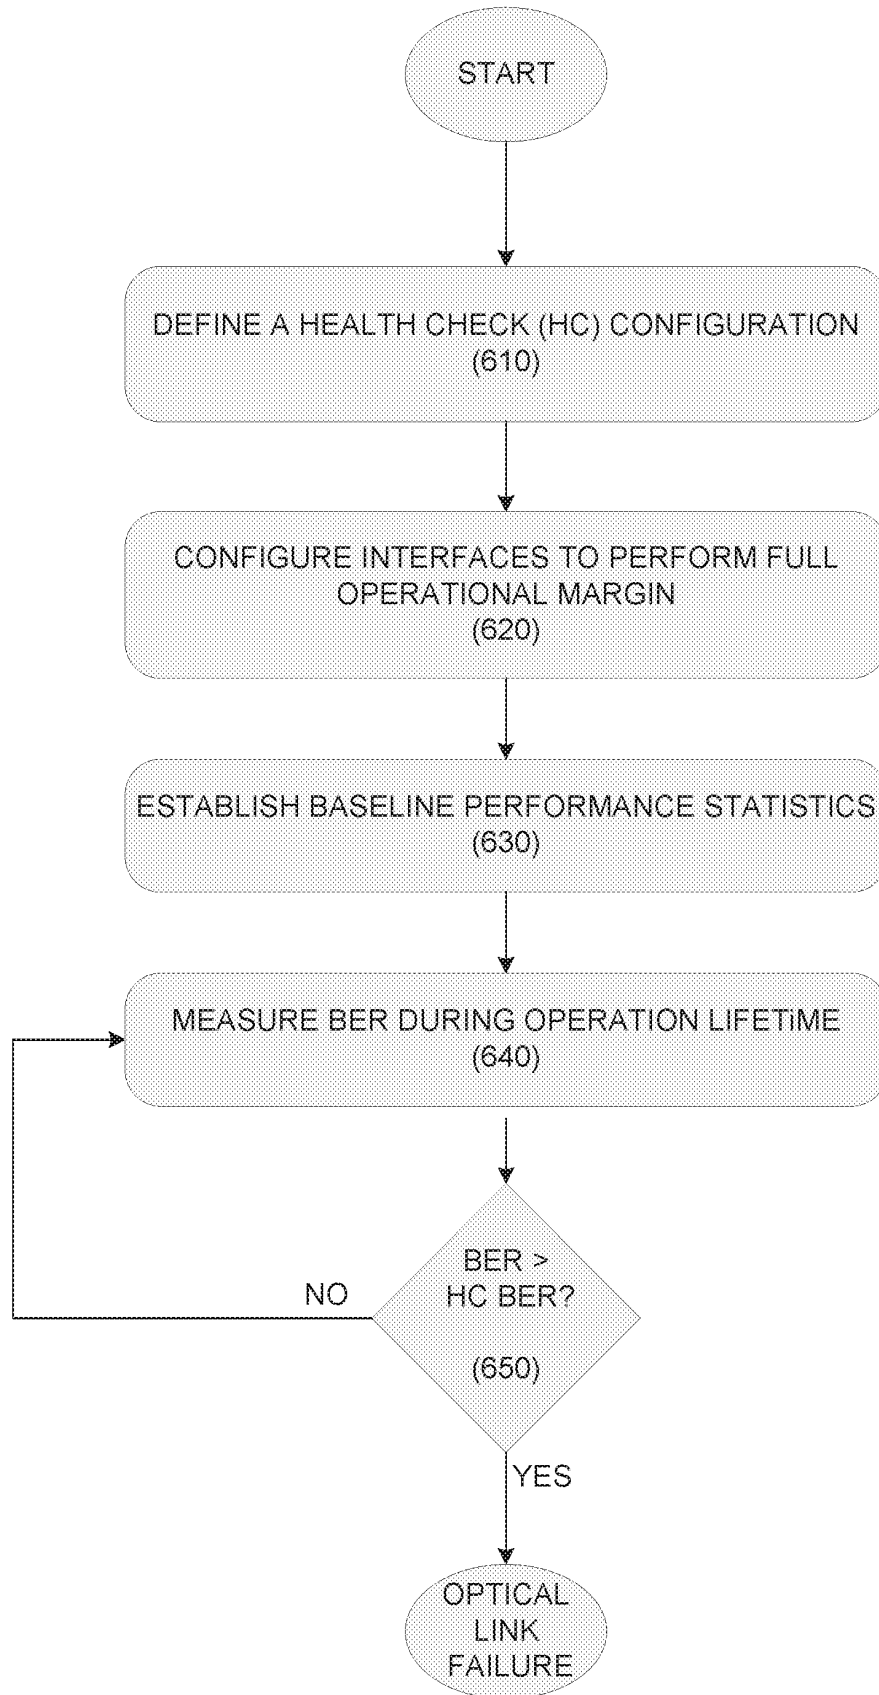 START
DEFINE A HEALTH CHECK (HC) CONFIGURATION
(610)
CONFIGURE INTERFACES TO PERFORM FULL
OPERATIONAL MARGIN
(620)
ESTABLISH BASELINE PERFORMANCE STATISTICS
(630)
MEASURE BER DURING OPERATION LIFETiME
(640)
BER >
HC BER?
(650)
NO
YES
OPTICAL
LINK
FAILURE